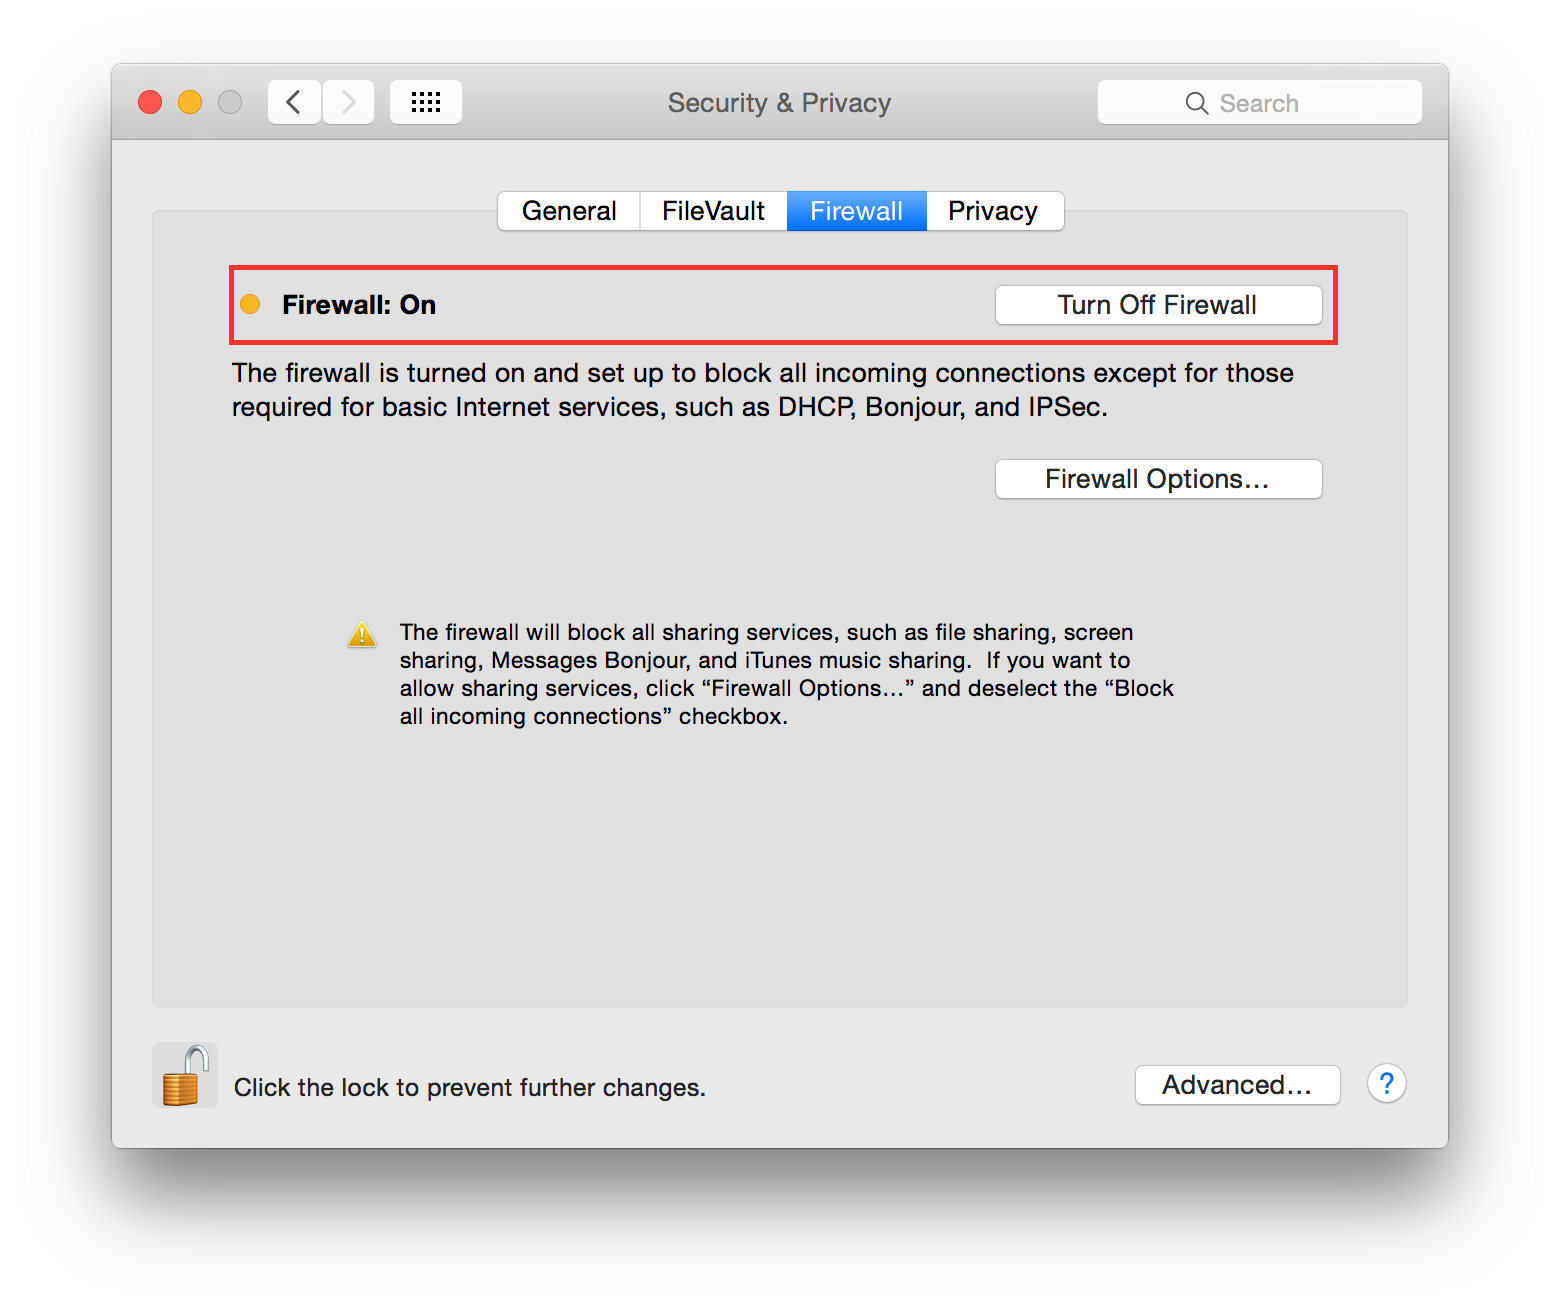 Security & Privacy
Search
General
FileVault
Firewall
Privacy
Firewall: On
Turn Off Firewall
The firewall is turned on and set up to block all incoming connections except for those
required for basic Internet services, such as DHCP, Bonjour, and IPSec.
Firewall Options...
The firewall will block all sharing services, such as file sharing, screen
sharing, Messages Bonjour, and iTunes music sharing.  If you want to
allow sharing services, click “Firewall Options...” and deselect the “Block
all incoming connections” checkbox.
Click the lock to prevent further changes.
Advanced...
?